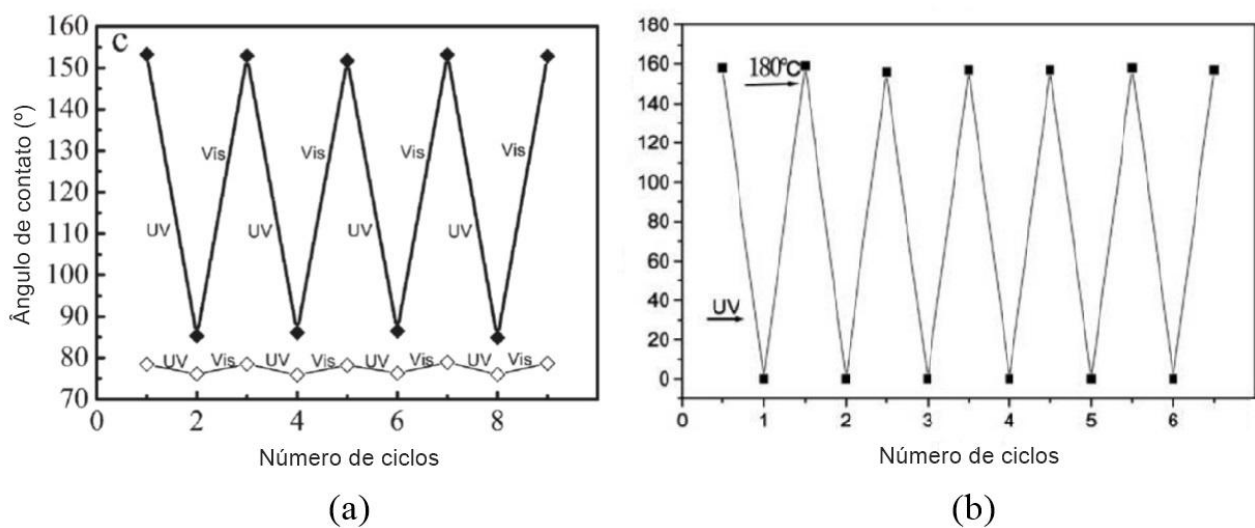 c
160
150
140
130
120
110
100
90
80
70
Ângulo de contato (º)
UV
Vis
UV
Vis
UV
Vis
UV
Vis
UV
Vis
UV
Vis
UV
Vis
UV
Vis
0
2
4
6
8
Número de ciclos
(a)
b
180
160
140
120
100
80
60
40
20
0
180°C
UV
0
1
2
3
4
5
6
Número de ciclos
(b)